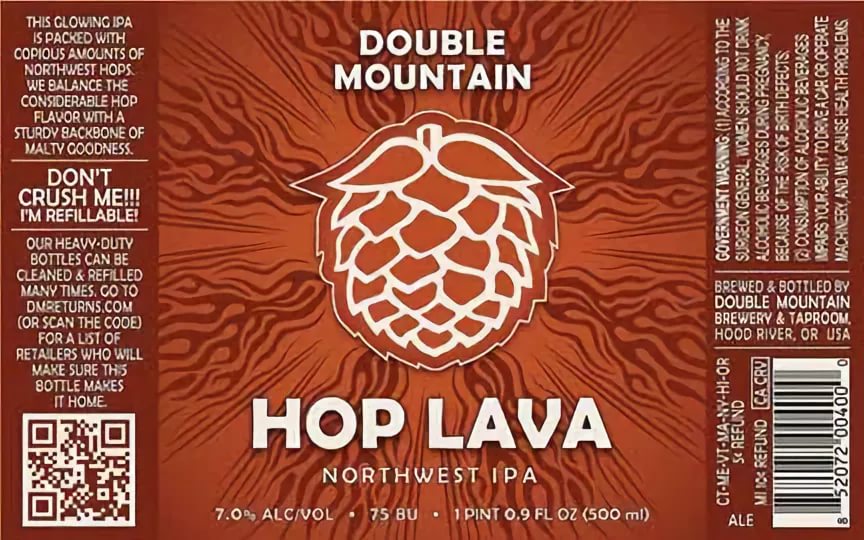 THIS GLOWING IPA
IS PACKED WITH
COPIOUS AMOUNTS OF
NORTHWEST HOPS.
WE BALANCE THE
CONSIDERABLE HOP
FLAVOR WITH A
STURDY BACKBONE OF
MALTY GOODNESS.
DON'T
CRUSH ME!!!
I'M REFILLABLE!
OUR HEAVY-DUTY
BOTTLES CAN BE
CLEANED & REFILLED
MANY TIMES. GO TO
DMRETURNS.COM
(OR SCAN THE CODE)
FOR A LIST OF
RETAILERS WHO WILL
MAKE SURE THIS
BOTTLE MAKES
IT HOME.
DOUBLE
MOUNTAIN
HOP LAVA
NORTHWEST IPA
7.0% ALC/VOL • 75 BU • 1 PINT 0.9 FL OZ (500 ml)
GOVERNMENT WARNING: (1) ACCORDING TO THE
SURGEON GENERAL, WOMEN SHOULD NOT DRINK
ALCOHOLIC BEVERAGES DURING PREGNANCY,
BECAUSE OF THE RISK OF BIRTH DEFECTS.
(2) CONSUMPTION OF ALCOHOLIC BEVERAGES
IMPAIRS YOUR ABILITY TO DRIVE A CAR OR OPERATE
MACHINERY, AND MAY CAUSE HEALTH PROBLEMS.
BREWED & BOTTLED BY
DOUBLE MOUNTAIN
BREWERY & TAPROOM,
HOOD RIVER, OR USA
CT-ME-VT-MA-NY-HI-OR
5¢ REFUND
MI 10¢ REFUND CA CRV
ALE
8 52072 00400 0